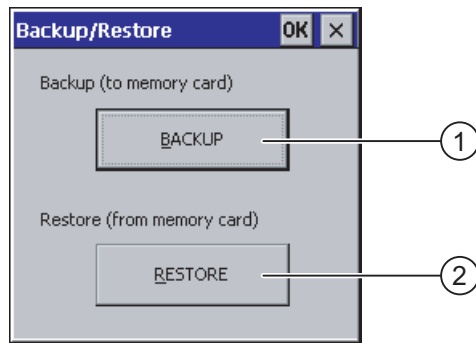 Backup/Restore OK ×
Backup (to memory card)
BACKUP
1
Restore (from memory card)
RESTORE
2